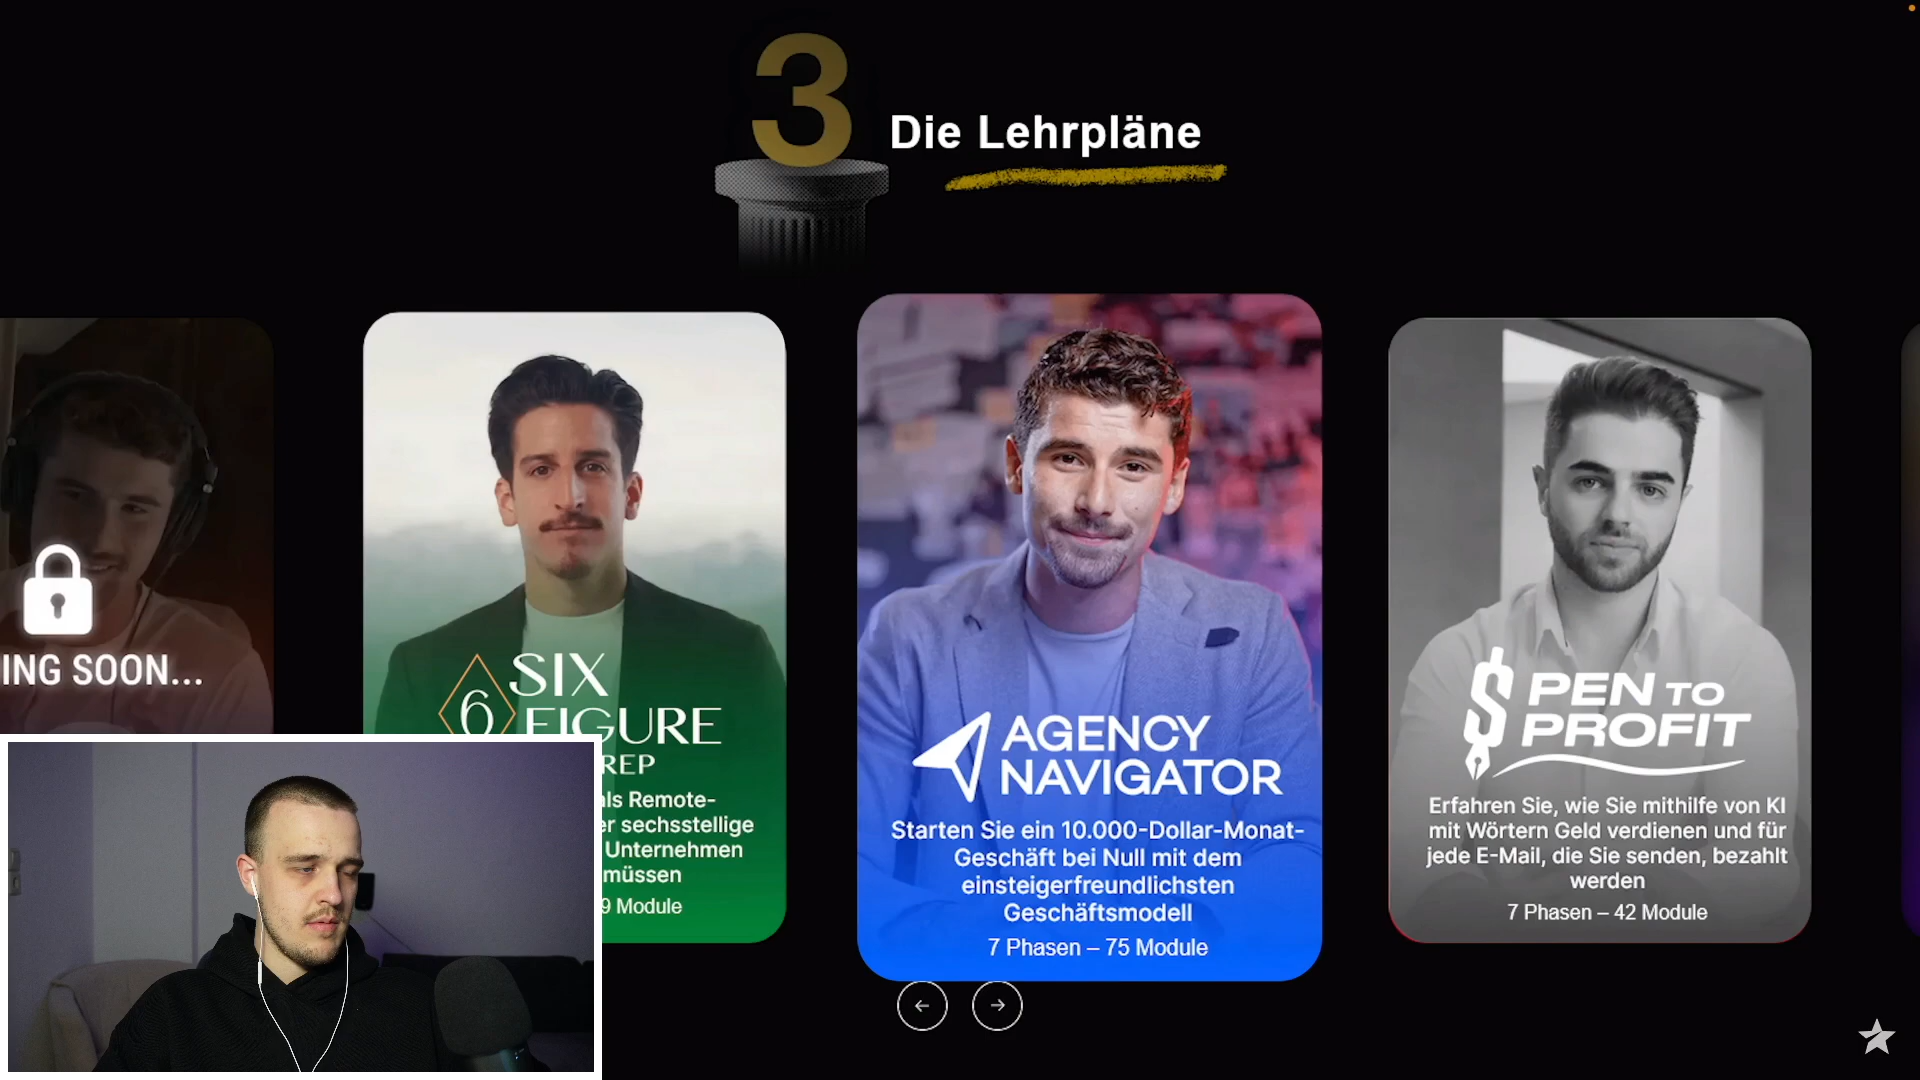 3
Die Lehrpläne
ING SOON...
6 SIX
FIGURE
REP
als Remote-
er sechsstellige
Unternehmen
müssen
9 Module
AGENCY
NAVIGATOR
Starten Sie ein 10.000-Dollar-Monat-
Geschäft bei Null mit dem
einsteigerfreundlichsten
Geschäftsmodell
7 Phasen – 75 Module
PEN TO
PROFIT
Erfahren Sie, wie Sie mithilfe von KI
mit Wörtern Geld verdienen und für
jede E-Mail, die Sie senden, bezahlt
werden
7 Phasen – 42 Module